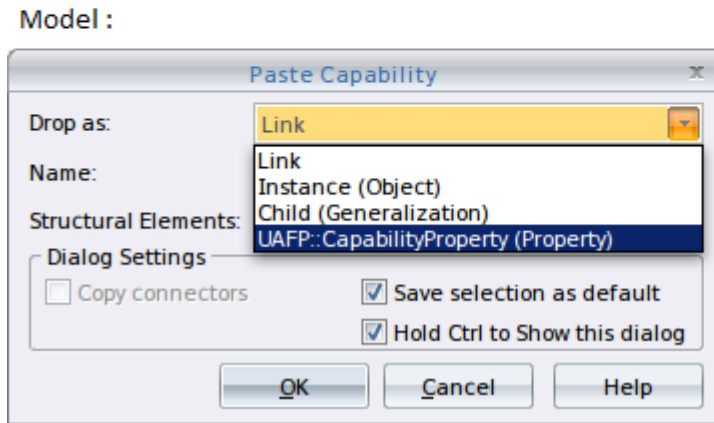 Model :
Paste Capability
Drop as:
Link
Link
Name:
Instance (Object)
Child (Generalization)
Structural Elements:
UAFP::CapabilityProperty (Property)
Dialog Settings
Copy connectors
Save selection as default
Hold Ctrl to Show this dialog
OK
Cancel
Help